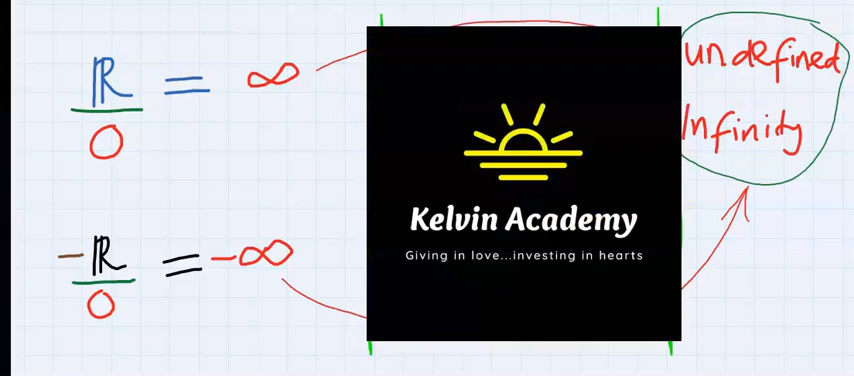 ℝ/0 = ∞
undefined
Infinity
Kelvin Academy
Giving in love...investing in hearts
-ℝ/0 = -∞